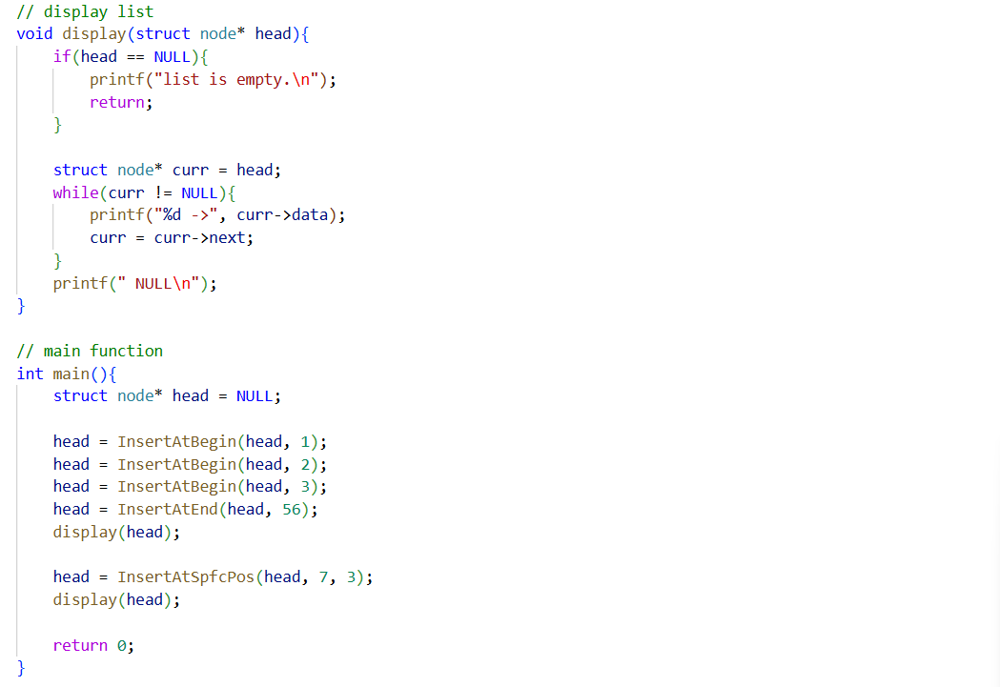 // display list
void display(struct node* head){
    if(head == NULL){
        printf("list is empty.\n");
        return;
    }

    struct node* curr = head;
    while(curr != NULL){
        printf("%d ->", curr->data);
        curr = curr->next;
    }
    printf(" NULL\n");
}

// main function
int main(){
    struct node* head = NULL;

    head = InsertAtBegin(head, 1);
    head = InsertAtBegin(head, 2);
    head = InsertAtBegin(head, 3);
    head = InsertAtEnd(head, 56);
    display(head);

    head = InsertAtSpfcPos(head, 7, 3);
    display(head);

    return 0;
}